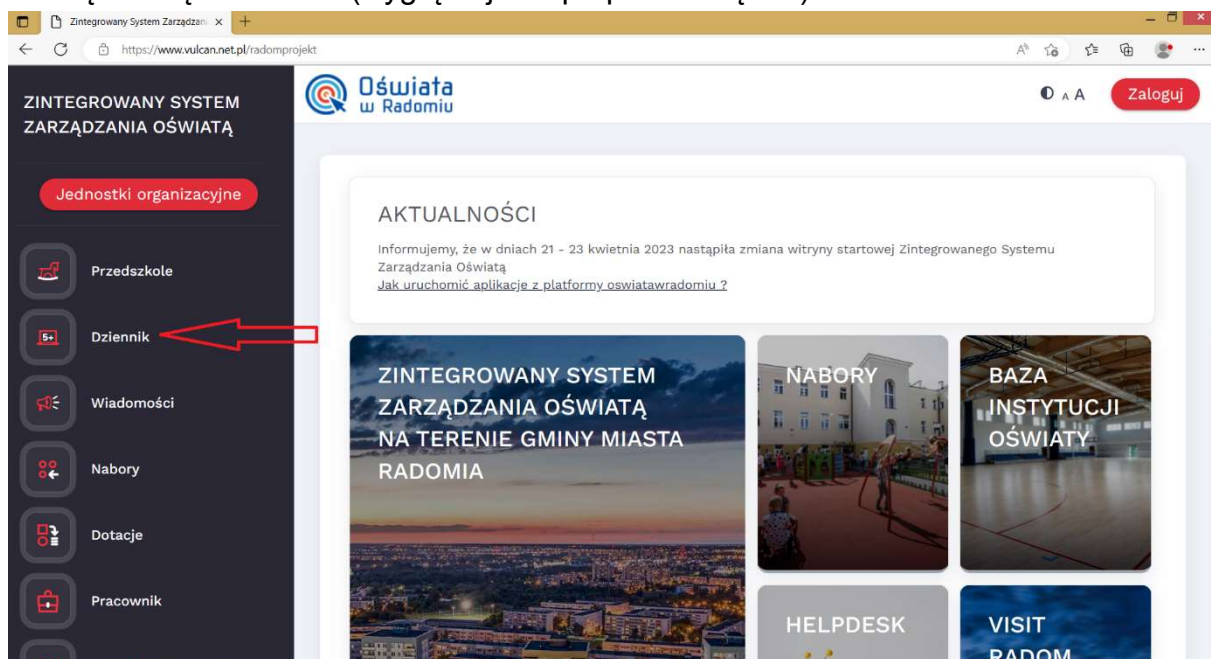 Zintegrowany System Zarządzani
https://www.vulcan.net.pl/radomprojekt
ZINTEGROWANY SYSTEM
ZARZĄDZANIA OŚWIATĄ
Jednostki organizacyjne
Przedszkole
5+
Dziennik
Wiadomości
Nabory
Dotacje
Pracownik
Oświata
w Radomiu
A A
Zaloguj
AKTUALNOŚCI
Informujemy, że w dniach 21 - 23 kwietnia 2023 nastąpiła zmiana witryny startowej Zintegrowanego Systemu
Zarządzania Oświatą
Jak uruchomić aplikacje z platformy oswiatawradomiu ?
ZINTEGROWANY SYSTEM
ZARZĄDZANIA OŚWIATĄ
NA TERENIE GMINY MIASTA
RADOMIA
NABORY
BAZA
INSTYTUCJI
OŚWIATY
HELPDESK
VISIT
RADOM